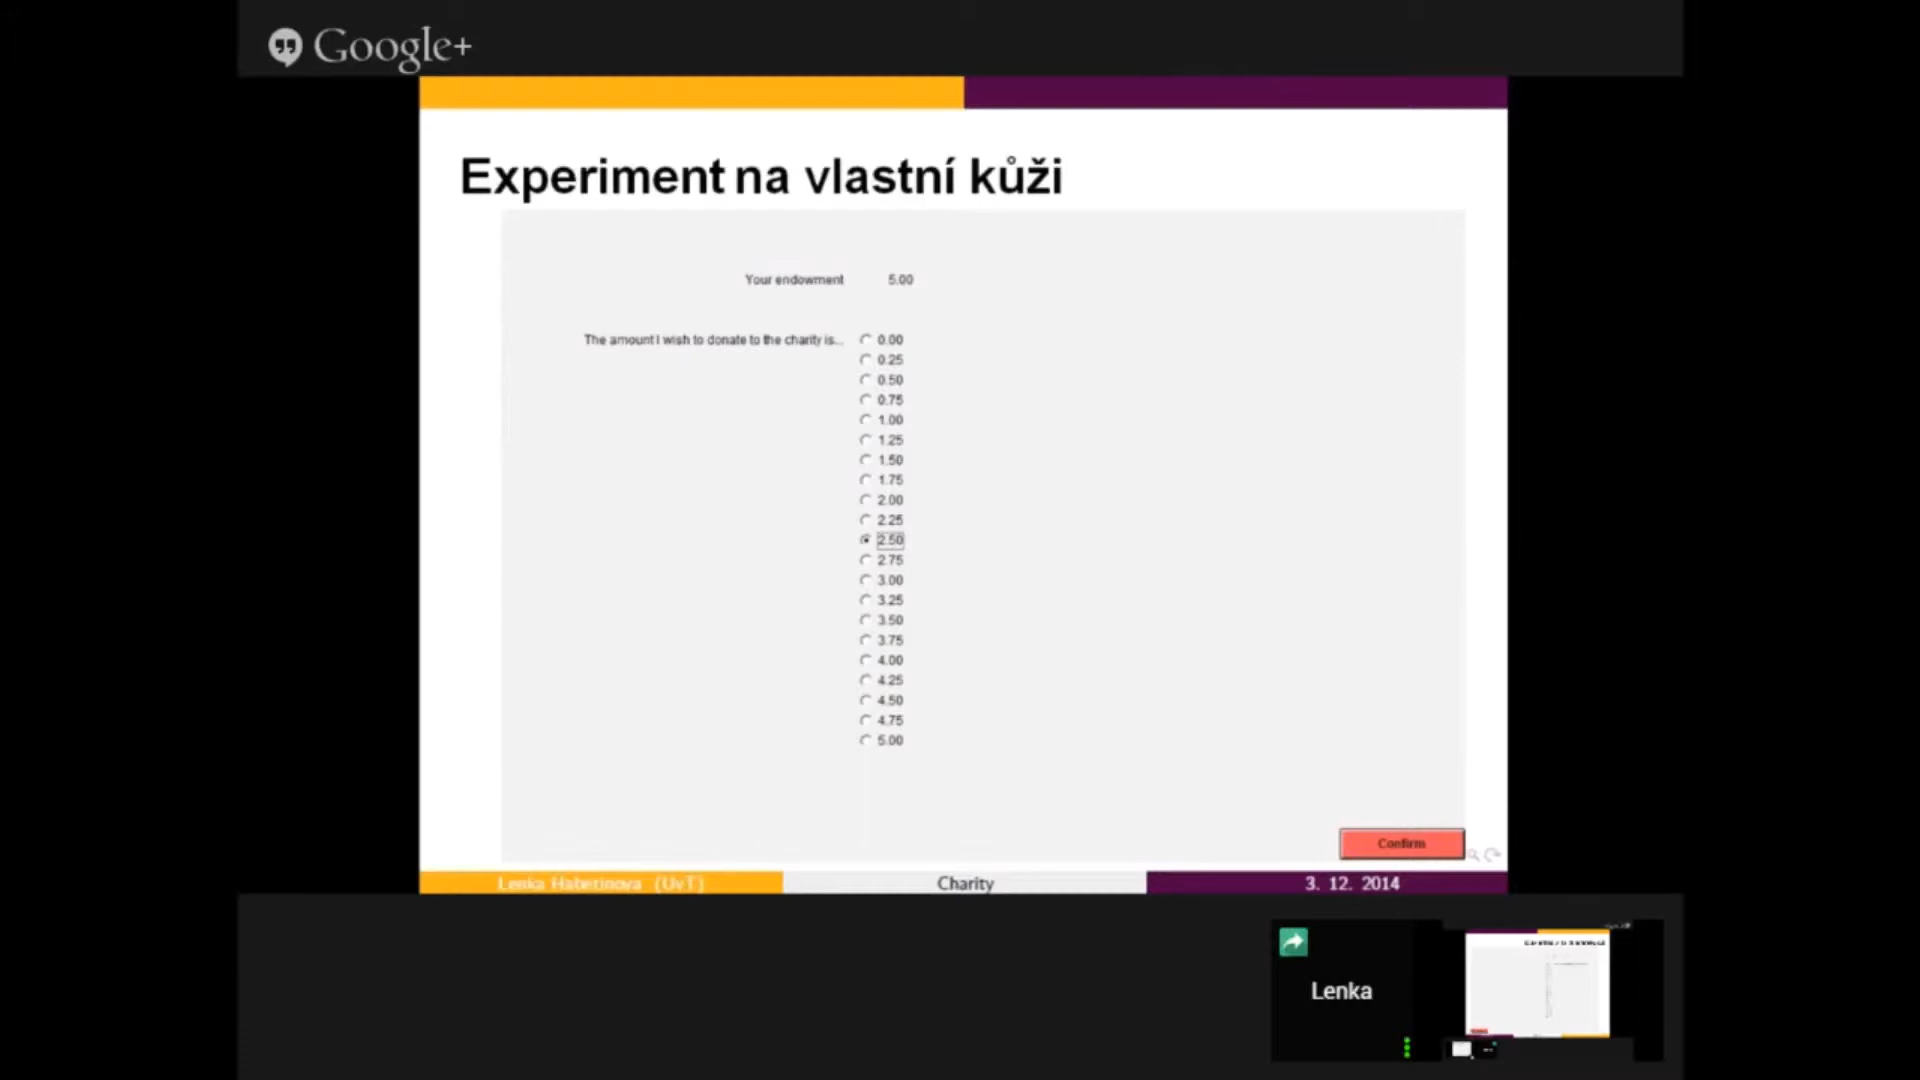 Google+
Experiment na vlastní kůži
Your endowment 5.00
The amount I wish to donate to the charity is... 0.00
0.25
0.50
0.75
1.00
1.25
1.50
1.75
2.00
2.25
2.50
2.75
3.00
3.25
3.50
3.75
4.00
4.25
4.50
4.75
5.00
Confirm
Lenka Habetinova (UvT) Charity 3. 12. 2014
Lenka